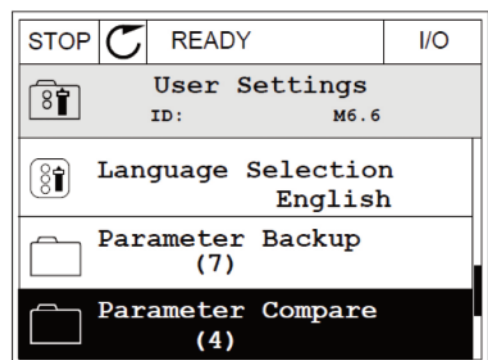 STOP READY I/O
User Settings
ID: M6.6
Language Selection
English
Parameter Backup
(7)
Parameter Compare
(4)